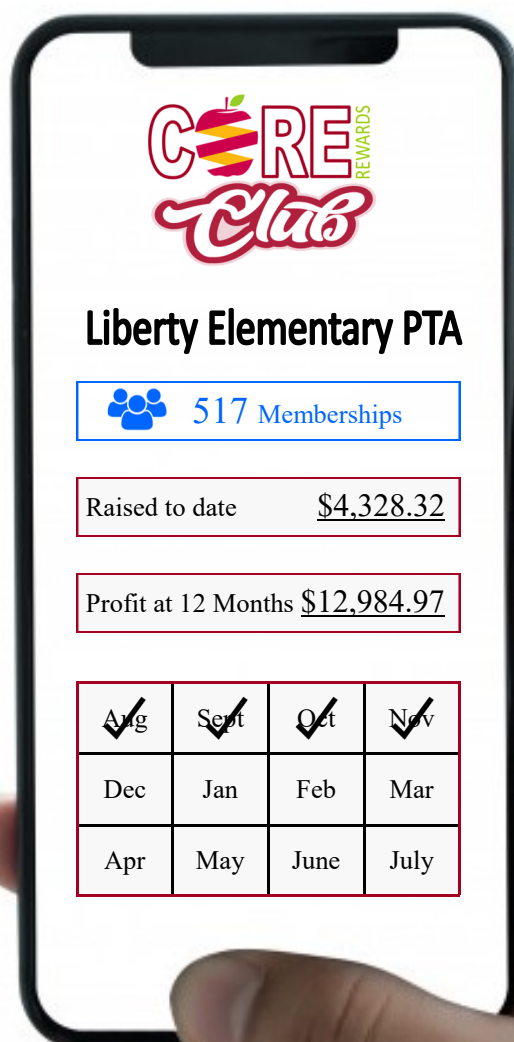 CORE REWARDS
Club
Liberty Elementary PTA
517 Memberships
Raised to date $4,328.32
Profit at 12 Months $12,984.97
Aug Sept Oct Nov
Dec Jan Feb Mar
Apr May June July